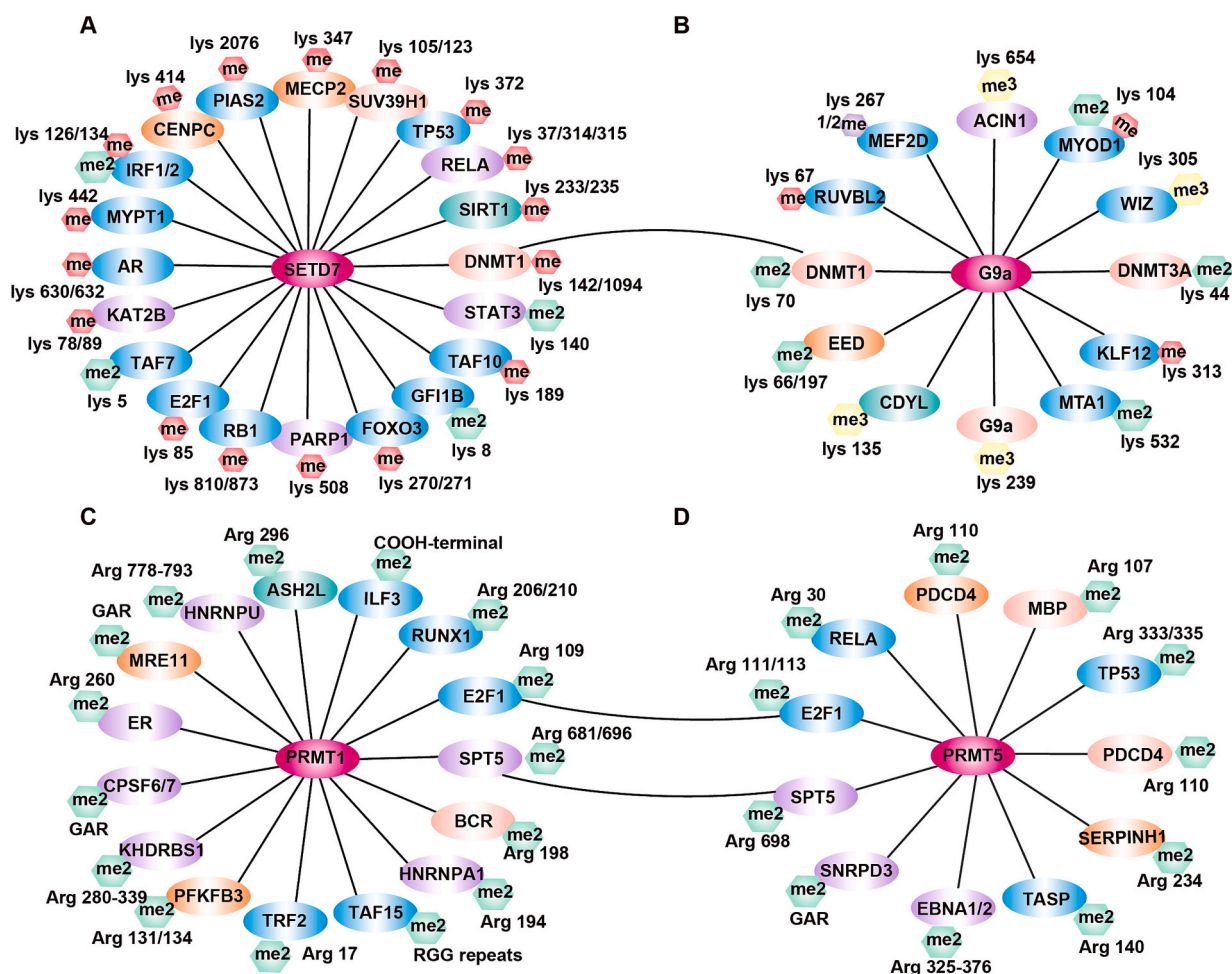 A
lys 2076
me
PIAS2
lys 347
me
MECP2
lys 105/123
me
SUV39H1
lys 372
me
TP53
lys 37/314/315
me
RELA
lys 233/235
me
SIRT1
DNMT1
me
lys 142/1094
STAT3
me2
lys 140
TAF10
me
lys 189
GFI1B
me2
lys 8
FOXO3
me
lys 270/271
PARP1
me
lys 508
RB1
me
lys 810/873
E2F1
me
lys 85
TAF7
me2
lys 5
KAT2B
me
lys 78/89
AR
me
lys 630/632
lys 442
me
MYPT1
lys 126/134
me
me2
IRF1/2
lys 414
me
CENPC
SETD7
B
lys 654
me3
ACIN1
lys 104
me2
me
MYOD1
lys 305
me3
WIZ
DNMT3A
me2
lys 44
KLF12
me
lys 313
MTA1
me2
lys 532
G9a
me3
lys 239
CDYL
me3
lys 135
EED
me2
lys 66/197
DNMT1
me2
lys 70
lys 67
me
RUVBL2
lys 267
1/2me
MEF2D
G9a
C
Arg 296
me2
ASH2L
COOH-terminal
me2
ILF3
Arg 206/210
me2
RUNX1
Arg 109
me2
E2F1
Arg 681/696
SPT5
me2
BCR
me2
Arg 198
HNRNPA1
me2
Arg 194
TAF15
me2
RGG repeats
TRF2
me2
Arg 17
PFKFB3
me2
Arg 131/134
KHDRBS1
me2
Arg 280-339
CPSF6/7
me2
GAR
Arg 260
me2
ER
GAR
me2
MRE11
Arg 778-793
me2
HNRNPU
PRMT1
D
Arg 110
me2
PDCD4
Arg 107
me2
MBP
Arg 333/335
me2
TP53
PDCD4
me2
Arg 110
SERPINH1
me2
Arg 234
TASP
me2
Arg 140
EBNA1/2
me2
Arg 325-376
SNRPD3
me2
GAR
SPT5
me2
Arg 698
Arg 111/113
me2
E2F1
Arg 30
me2
RELA
PRMT5